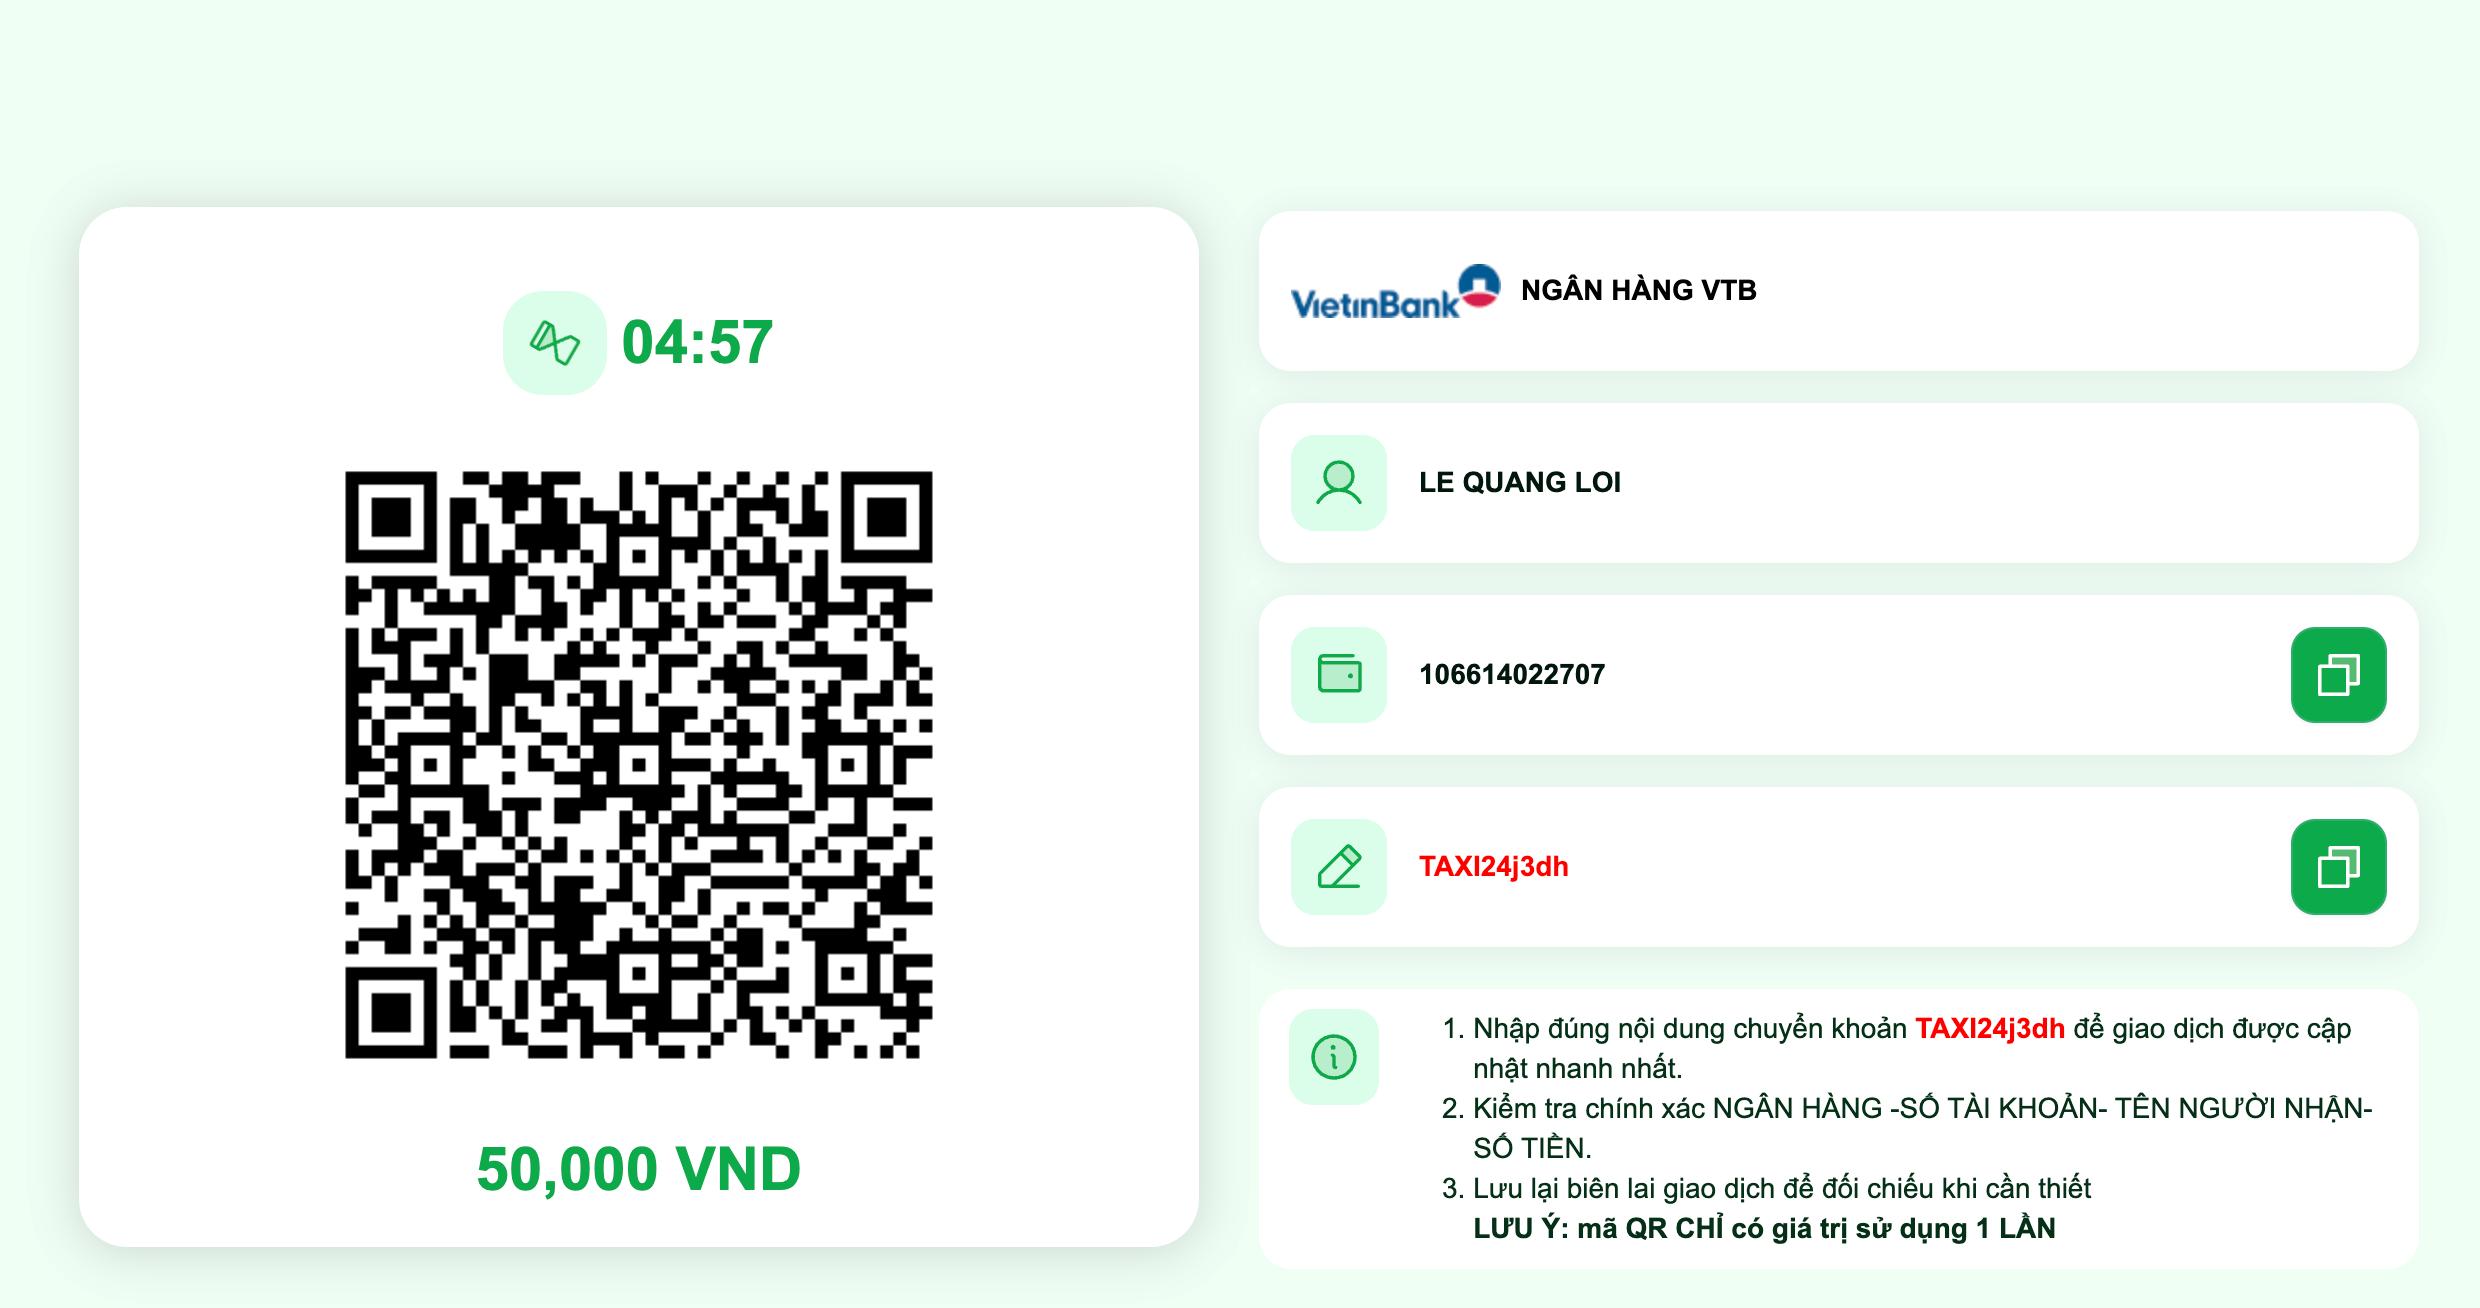 04:57
50,000 VND
VietinBank NGÂN HÀNG VTB
LE QUANG LOI
106614022707
TAXI24j3dh
1. Nhập đúng nội dung chuyển khoản TAXI24j3dh để giao dịch được cập
nhật nhanh nhất.
2. Kiểm tra chính xác NGÂN HÀNG -SỐ TÀI KHOẢN- TÊN NGƯỜI NHẬN-
SỐ TIỀN.
3. Lưu lại biên lai giao dịch để đối chiếu khi cần thiết
LƯU Ý: mã QR CHỈ có giá trị sử dụng 1 LẦN